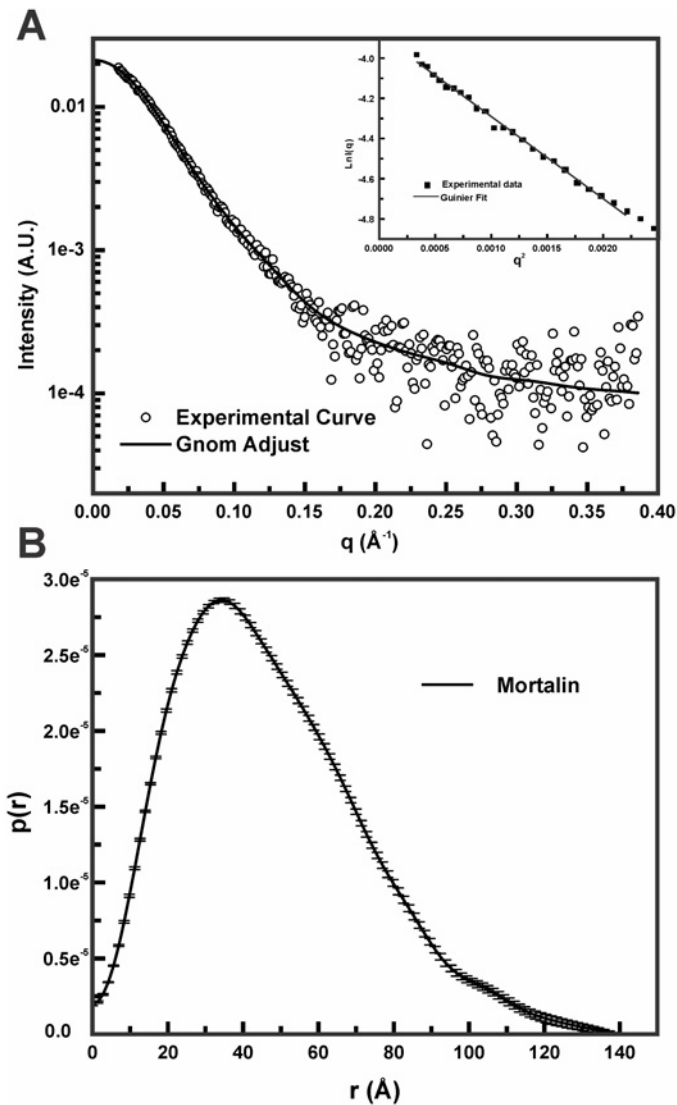 A
0.01
1e-3
1e-4
Intensity (A.U.)
0.00 0.05 0.10 0.15 0.20 0.25 0.30 0.35 0.40
q (Å⁻¹)
Experimental Curve
Gnom Adjust
-4.0
-4.2
-4.4
-4.6
-4.8
LnI(q)
0.0000 0.0005 0.0010 0.0015 0.0020
q²
Experimental data
Guinier Fit
B
3.0e⁻⁵
2.5e⁻⁵
2.0e⁻⁵
1.5e⁻⁵
1.0e⁻⁵
0.5e⁻⁵
0.0
p(r)
0 20 40 60 80 100 120 140
r (Å)
Mortalin